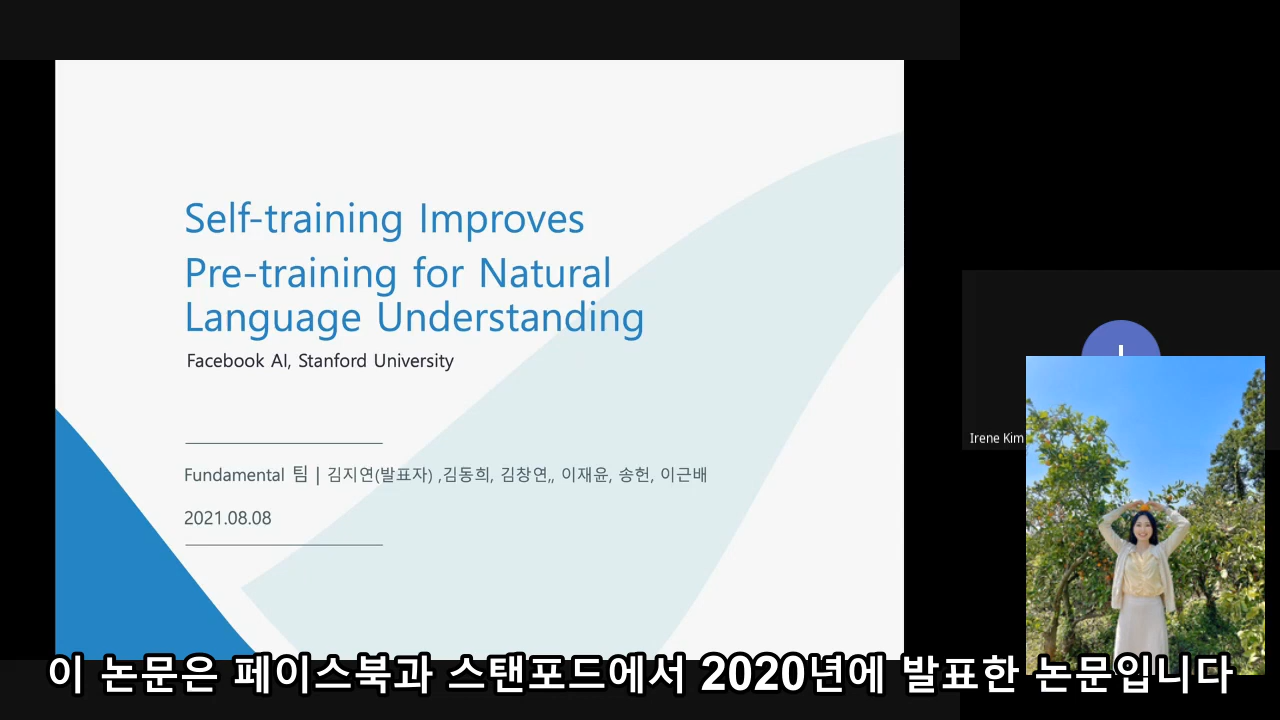 Self-training Improves
Pre-training for Natural
Language Understanding
Facebook AI, Stanford University
Fundamental 팀 | 김지연(발표자) ,김동희, 김창연,, 이재윤, 송헌, 이근배
2021.08.08
Irene Kim
이 논문은 페이스북과 스탠포드에서 2020년에 발표한 논문입니다